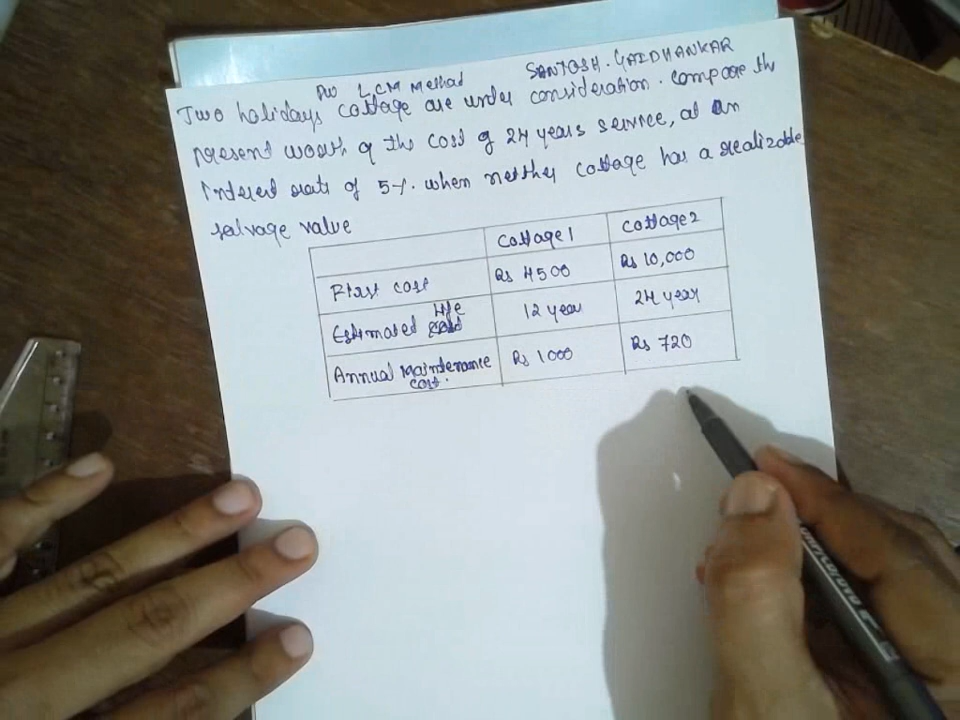 PW LCM Method SANTOSH. GAIDHANKAR
Two holidays Cottage are under consideration. Compare the
present worth of the cost of 24 years service, at an
interest rate of 5%. when neither cottage has a realizable
salvage value
Cottage 1 Cottage 2
First cost Rs 4500 Rs 10,000
Estimated life 12 year 24 year
Annual Maintenance cost. Rs 1000 Rs 720